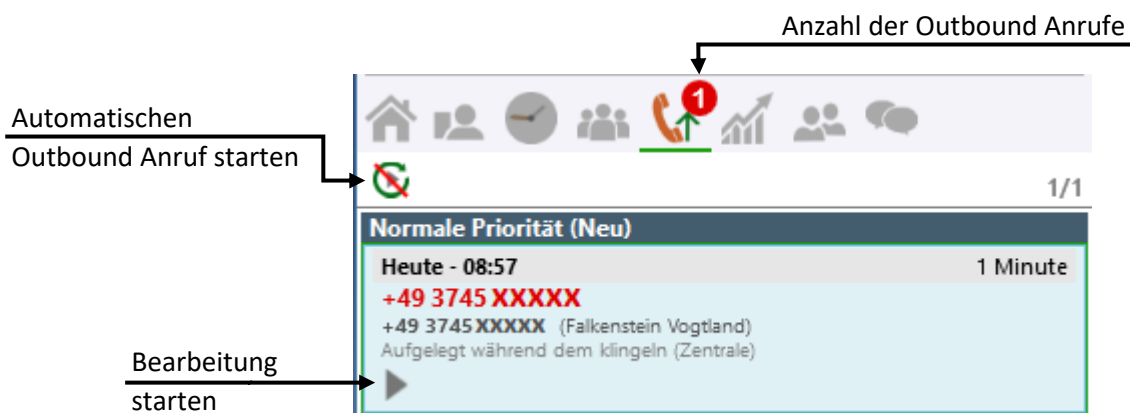 Anzahl der Outbound Anrufe
1
Automatischen
Outbound Anruf starten
1/1
Normale Priorität (Neu)
Heute - 08:57 1 Minute
+49 3745 XXXXX
+49 3745 XXXXX (Falkenstein Vogtland)
Aufgelegt während dem klingeln (Zentrale)
Bearbeitung
starten